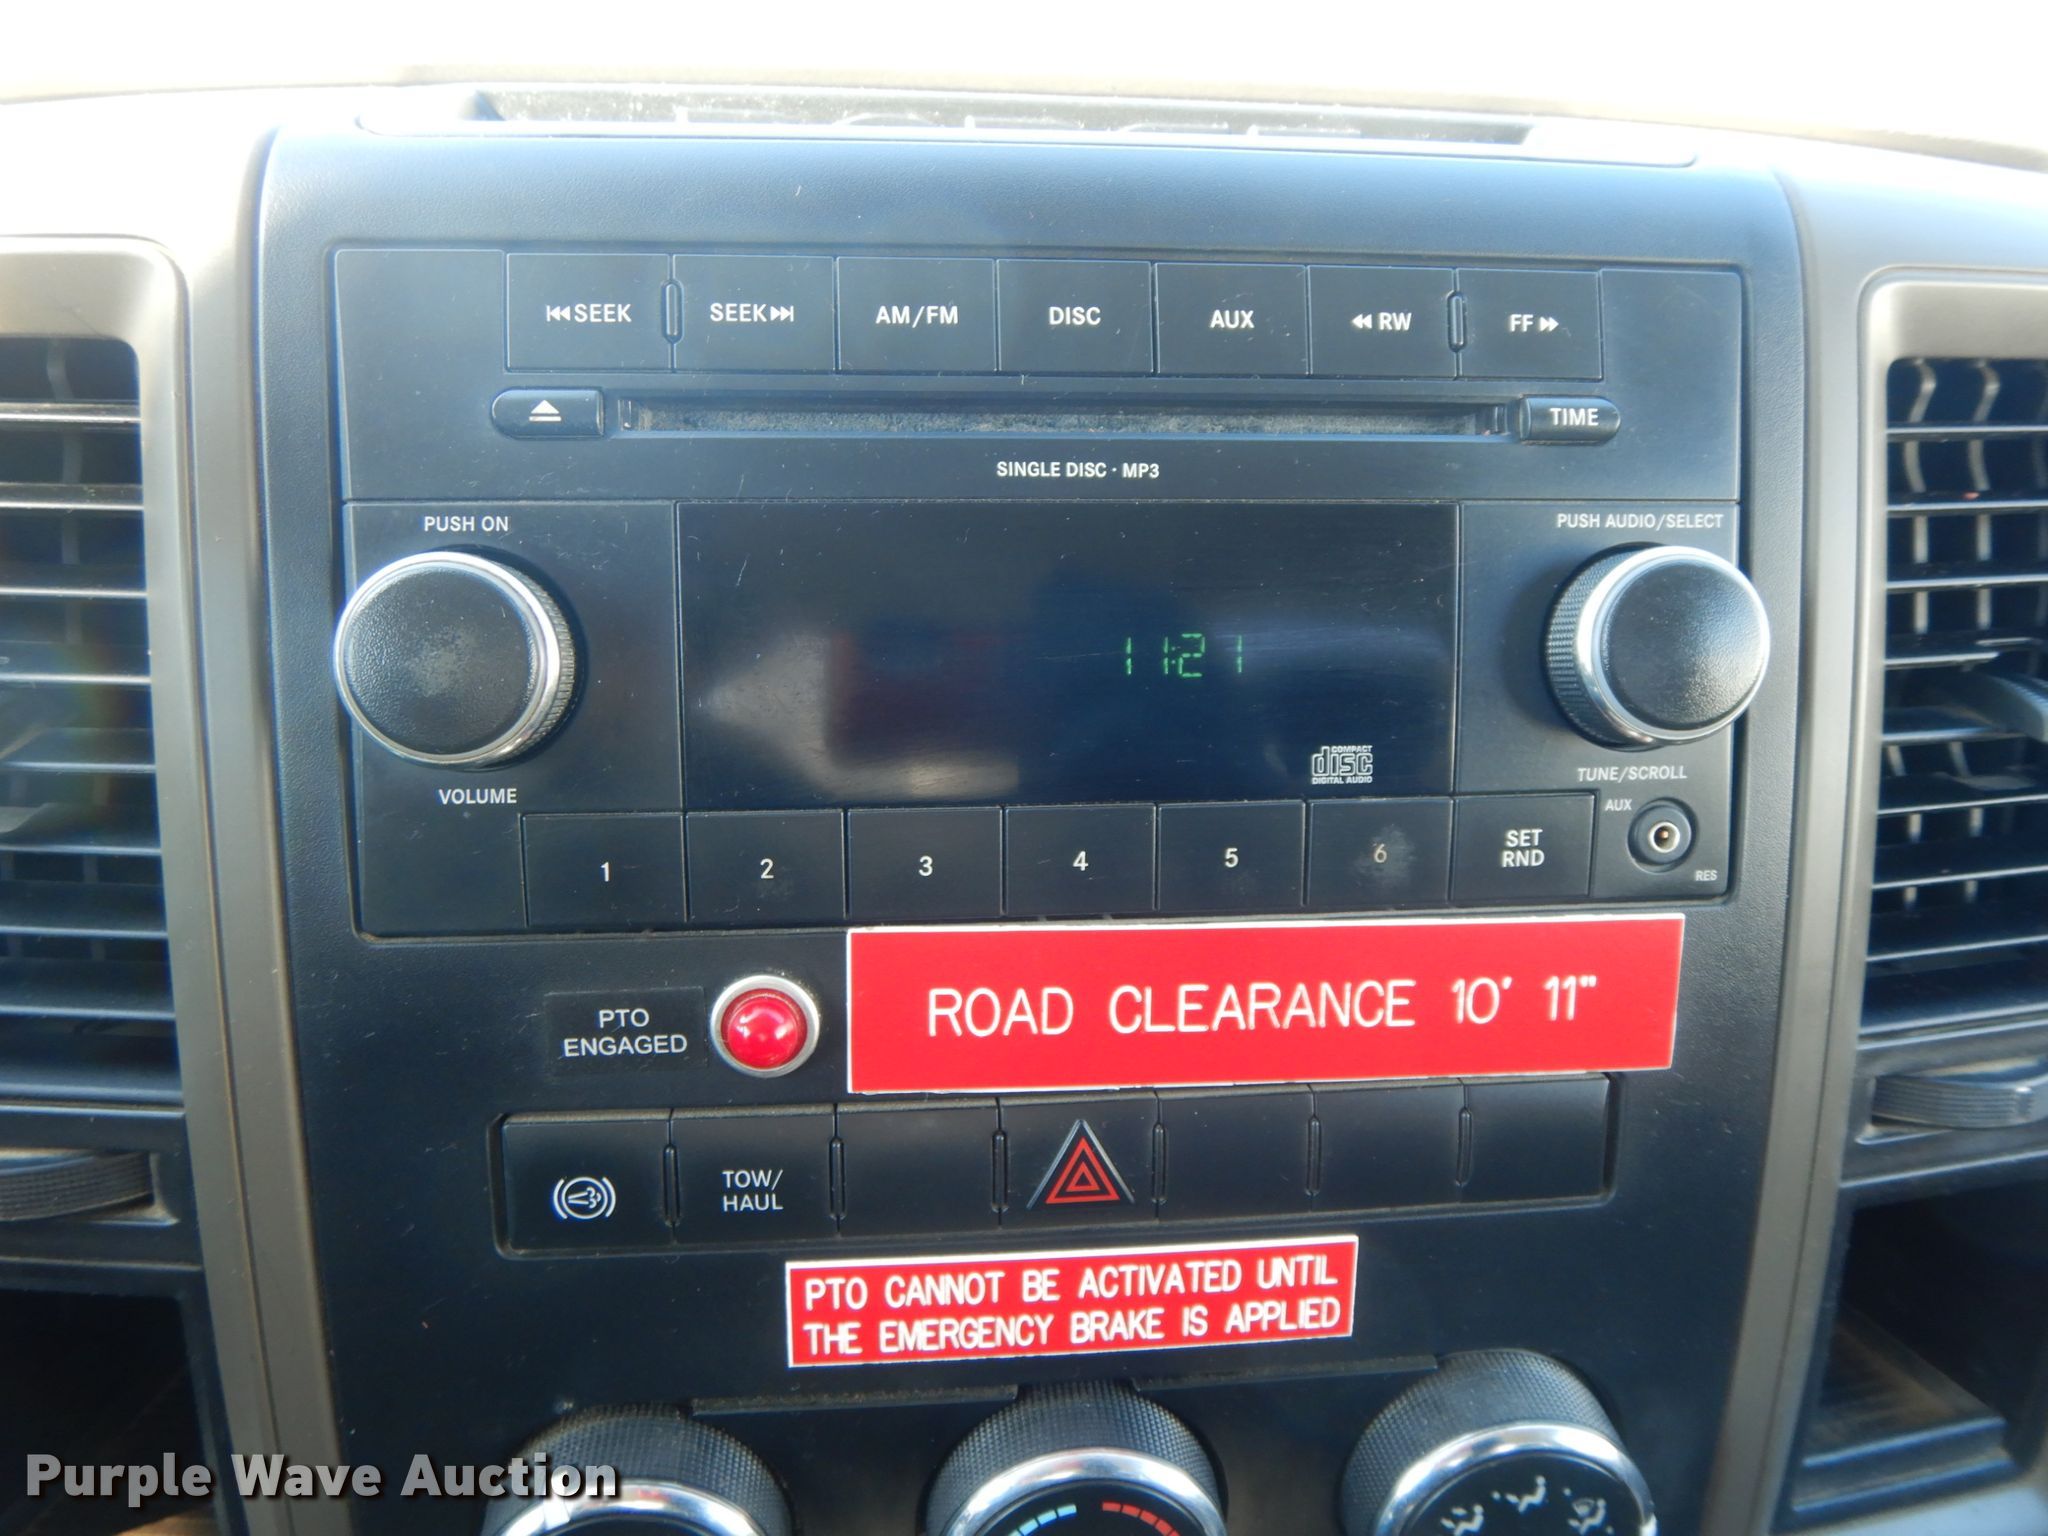 SEEK
SEEK
AM/FM
DISC
AUX
RW
FF
TIME
SINGLE DISC · MP3
PUSH ON
PUSH AUDIO/SELECT
11:21
COMPACT
disc
DIGITAL AUDIO
VOLUME
TUNE/SCROLL
AUX
1
2
3
4
5
6
SET
RND
RES
PTO
ENGAGED
ROAD CLEARANCE 10' 11"
TOW/
HAUL
PTO CANNOT BE ACTIVATED UNTIL
THE EMERGENCY BRAKE IS APPLIED
Purple Wave Auction